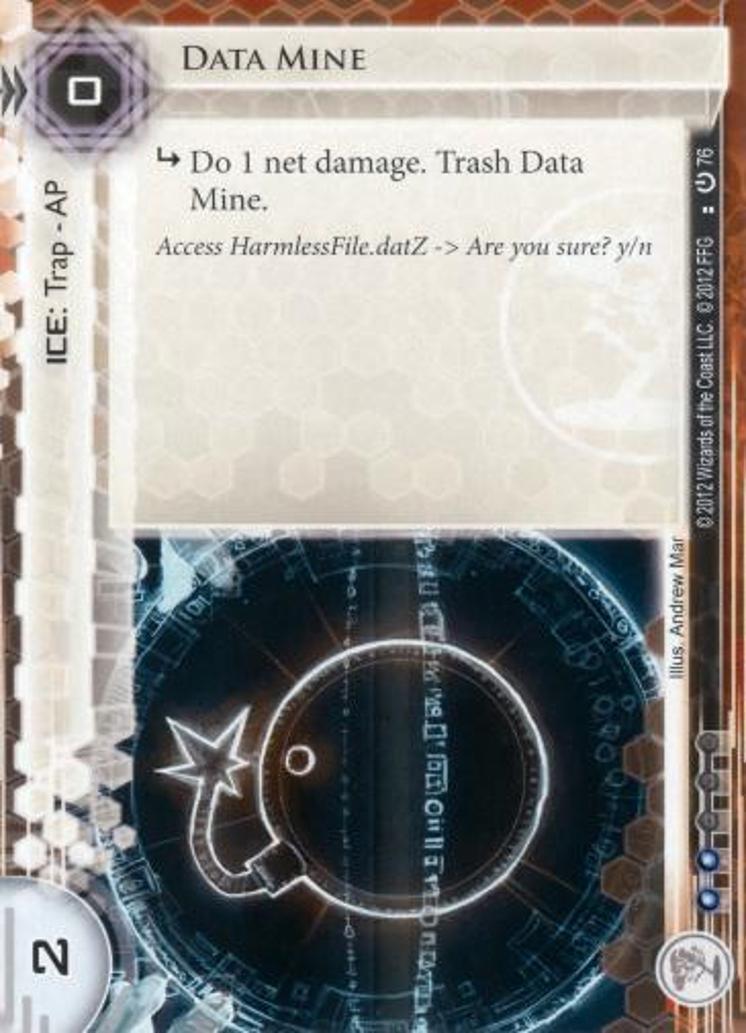 DATA MINE
0
↳ Do 1 net damage. Trash Data
Mine.
Access HarmlessFile.datZ -> Are you sure? y/n
ICE: Trap - AP
2
Illus. Andrew Mar
© 2012 Wizards of the Coast LLC. © 2012 FFG
76